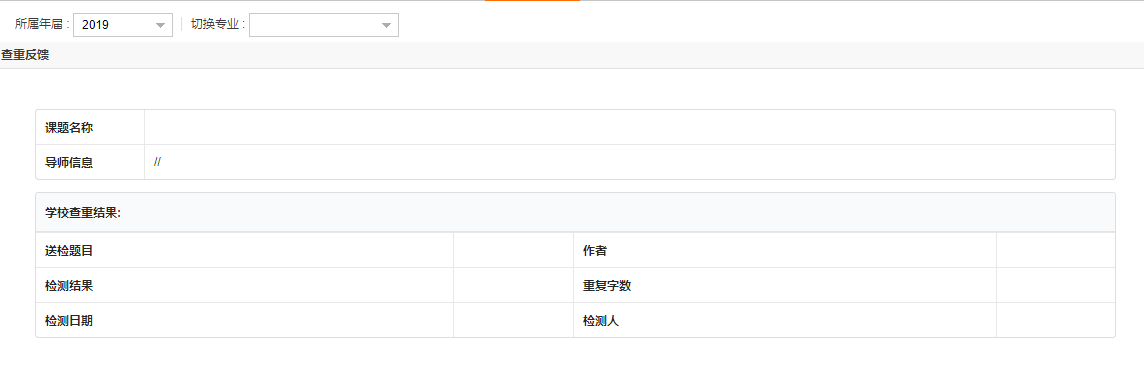 所属年届 : 2019 切换专业 :
查重反馈
课题名称
导师信息 //
学校查重结果:
送检题目 作者
检测结果 重复字数
检测日期 检测人